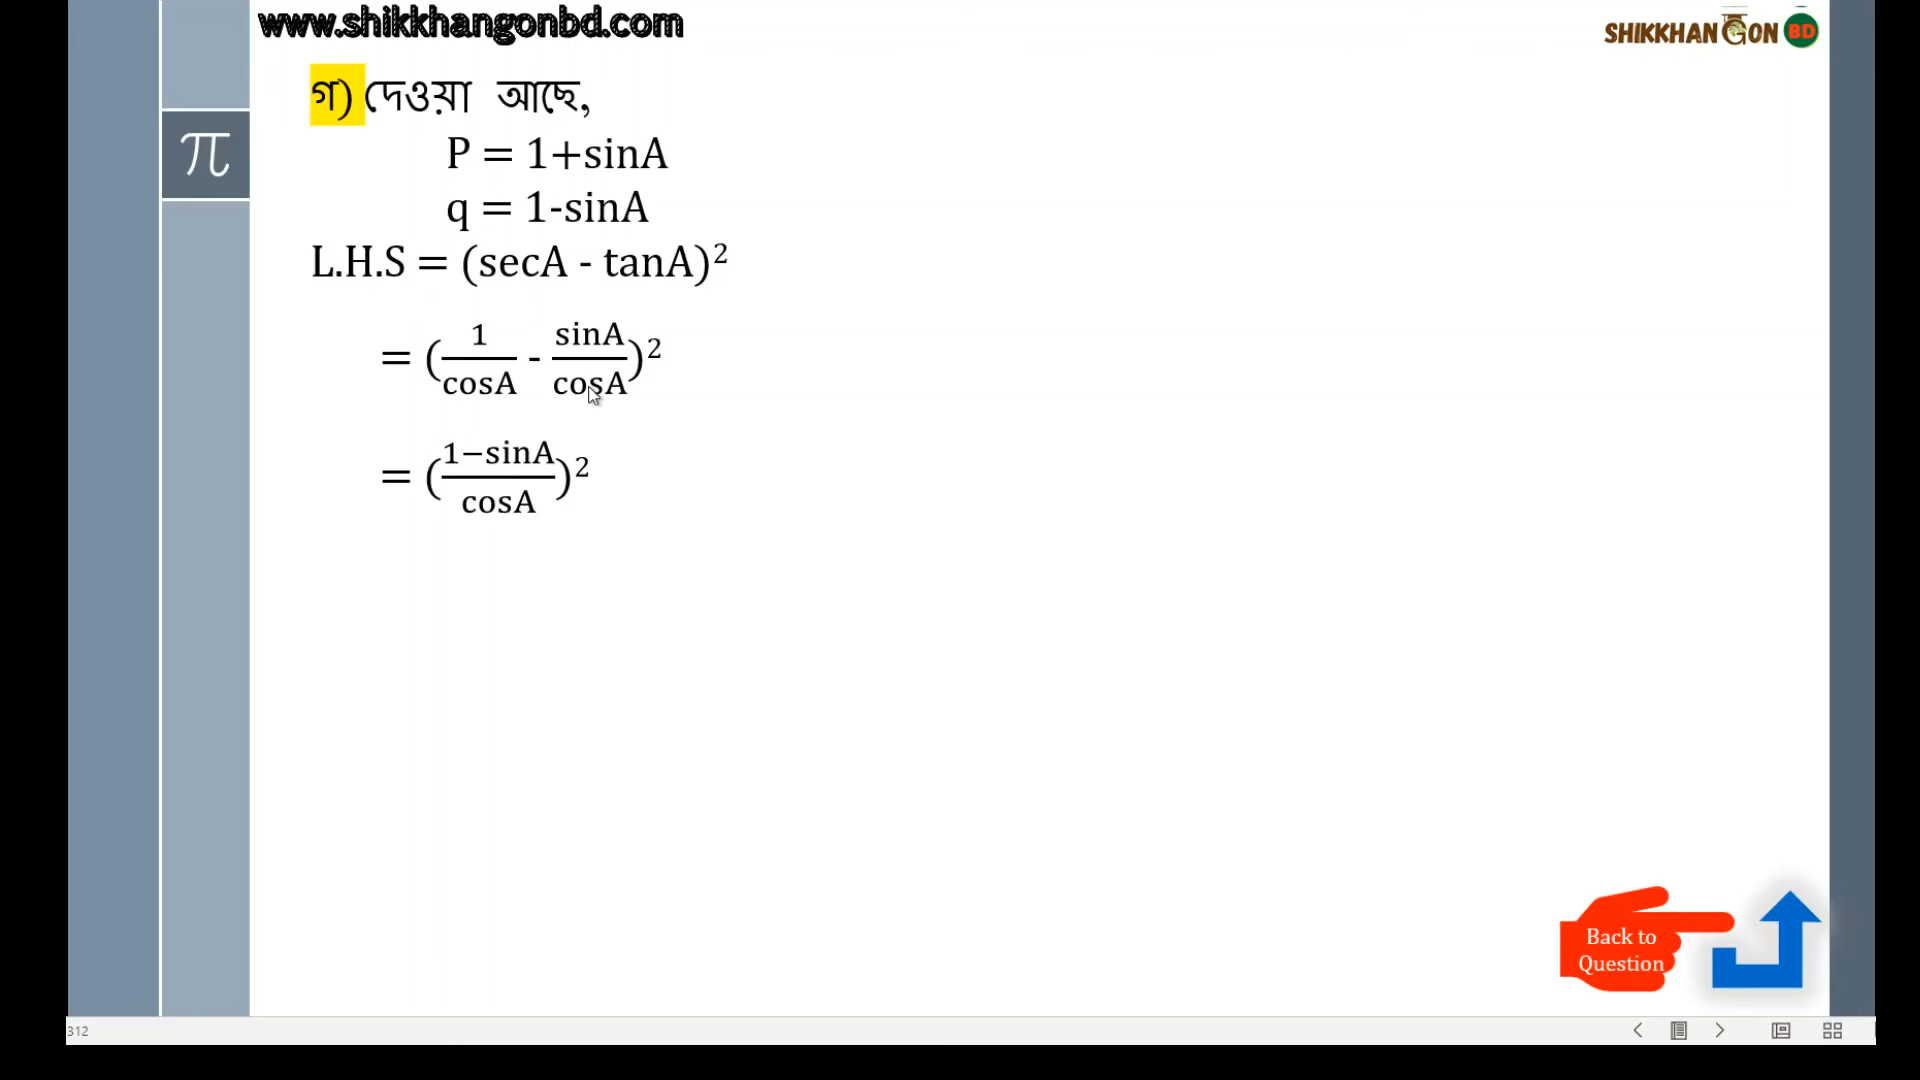 www.shikkhangonbd.com
SHIKKHANGON BD
π
গ) দেওয়া আছে,
P = 1+sinA
q = 1-sinA
L.H.S = (secA - tanA)²
= (1/cosA - sinA/cosA)²
= (1−sinA/cosA)²
Back to
Question
312